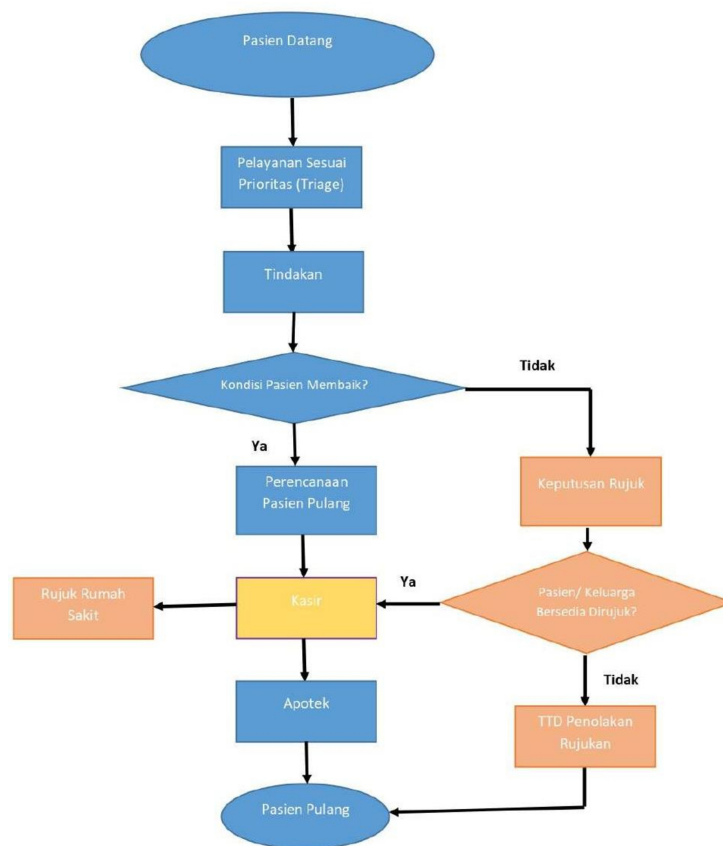 Pasien Datang
Pelayanan Sesuai
Prioritas (Triage)
Tindakan
Kondisi Pasien Membaik?
Tidak
Ya
Perencanaan
Pasien Pulang
Keputusan Rujuk
Rujuk Rumah
Sakit
Kasir
Ya
Pasien/ Keluarga
Bersedia Dirujuk?
Tidak
Apotek
TTD Penolakan
Rujukan
Pasien Pulang